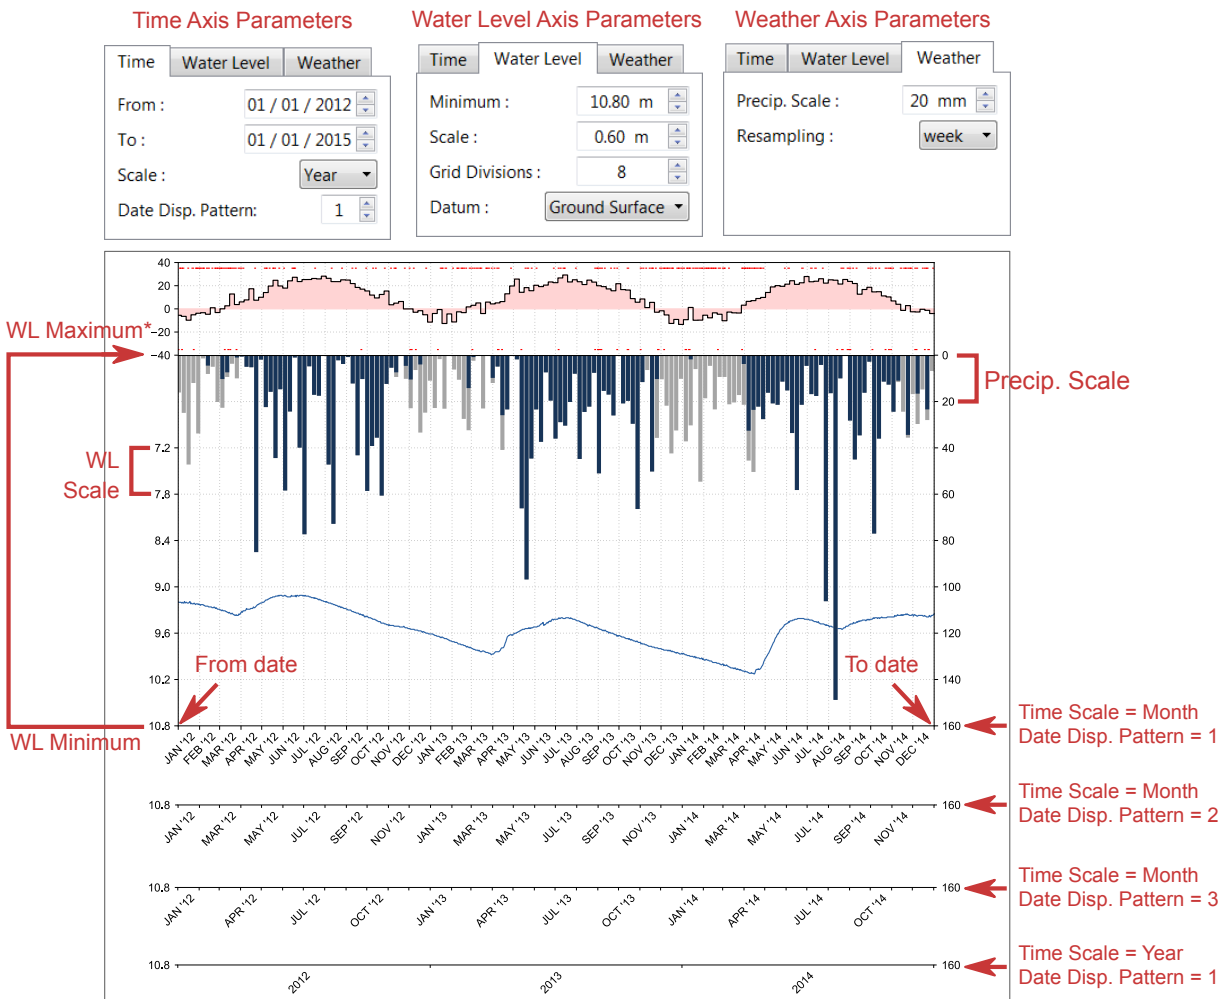 Time Axis Parameters
Water Level Axis Parameters
Weather Axis Parameters
Time
Water Level
Weather
From :
01 / 01 / 2012
To :
01 / 01 / 2015
Scale :
Year
Date Disp. Pattern:
1
Time
Water Level
Weather
Minimum :
10.80 m
Scale :
0.60 m
Grid Divisions :
8
Datum :
Ground Surface
Time
Water Level
Weather
Precip. Scale :
20 mm
Resampling :
week
40
20
0
−20
−40
WL Maximum*
WL
Scale
7.2
7.8
8.4
9.0
9.6
10.2
10.8
WL Minimum
0
20
40
60
80
100
120
140
160
Precip. Scale
From date
To date
JAN '12
FEB '12
MAR '12
APR '12
MAY '12
JUN '12
JUL '12
AUG '12
SEP '12
OCT '12
NOV '12
DEC '12
JAN '13
FEB '13
MAR '13
APR '13
MAY '13
JUN '13
JUL '13
AUG '13
SEP '13
OCT '13
NOV '13
DEC '13
JAN '14
FEB '14
MAR '14
APR '14
MAY '14
JUN '14
JUL '14
AUG '14
SEP '14
OCT '14
NOV '14
DEC '14
Time Scale = Month
Date Disp. Pattern = 1
10.8
160
JAN '12
MAR '12
MAY '12
JUL '12
SEP '12
NOV '12
JAN '13
MAR '13
MAY '13
JUL '13
SEP '13
NOV '13
JAN '14
MAR '14
MAY '14
JUL '14
SEP '14
NOV '14
Time Scale = Month
Date Disp. Pattern = 2
10.8
160
JAN '12
APR '12
JUL '12
OCT '12
JAN '13
APR '13
JUL '13
OCT '13
JAN '14
APR '14
JUL '14
OCT '14
Time Scale = Month
Date Disp. Pattern = 3
10.8
160
2012
2013
2014
Time Scale = Year
Date Disp. Pattern = 1